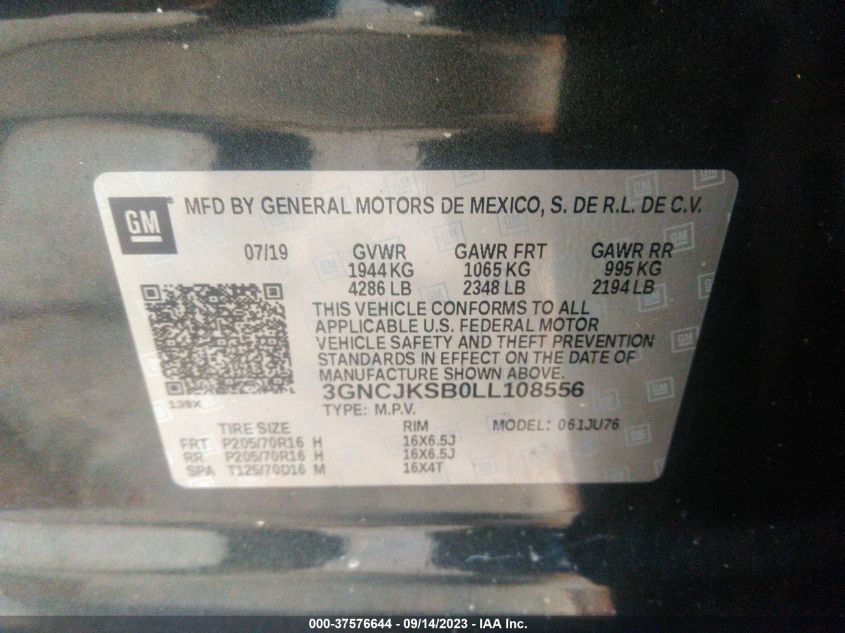 GM
MFD BY GENERAL MOTORS DE MEXICO, S. DE R.L. DE C.V.
07/19 GVWR GAWR FRT GAWR RR
1944 KG 1065 KG 995 KG
4286 LB 2348 LB 2194 LB
THIS VEHICLE CONFORMS TO ALL
APPLICABLE U.S. FEDERAL MOTOR
VEHICLE SAFETY AND THEFT PREVENTION
STANDARDS IN EFFECT ON THE DATE OF
MANUFACTURE SHOWN ABOVE.
139X
3GNCJKSB0LL108556
TYPE: M.P.V.
TIRE SIZE RIM MODEL: 061JU76
FRT P205/70R16 H 16X6.5J
RR P205/70R16 H 16X6.5J
SPA T125/70D16 M 16X4T
000-37576644 - 09/14/2023 - IAA Inc.